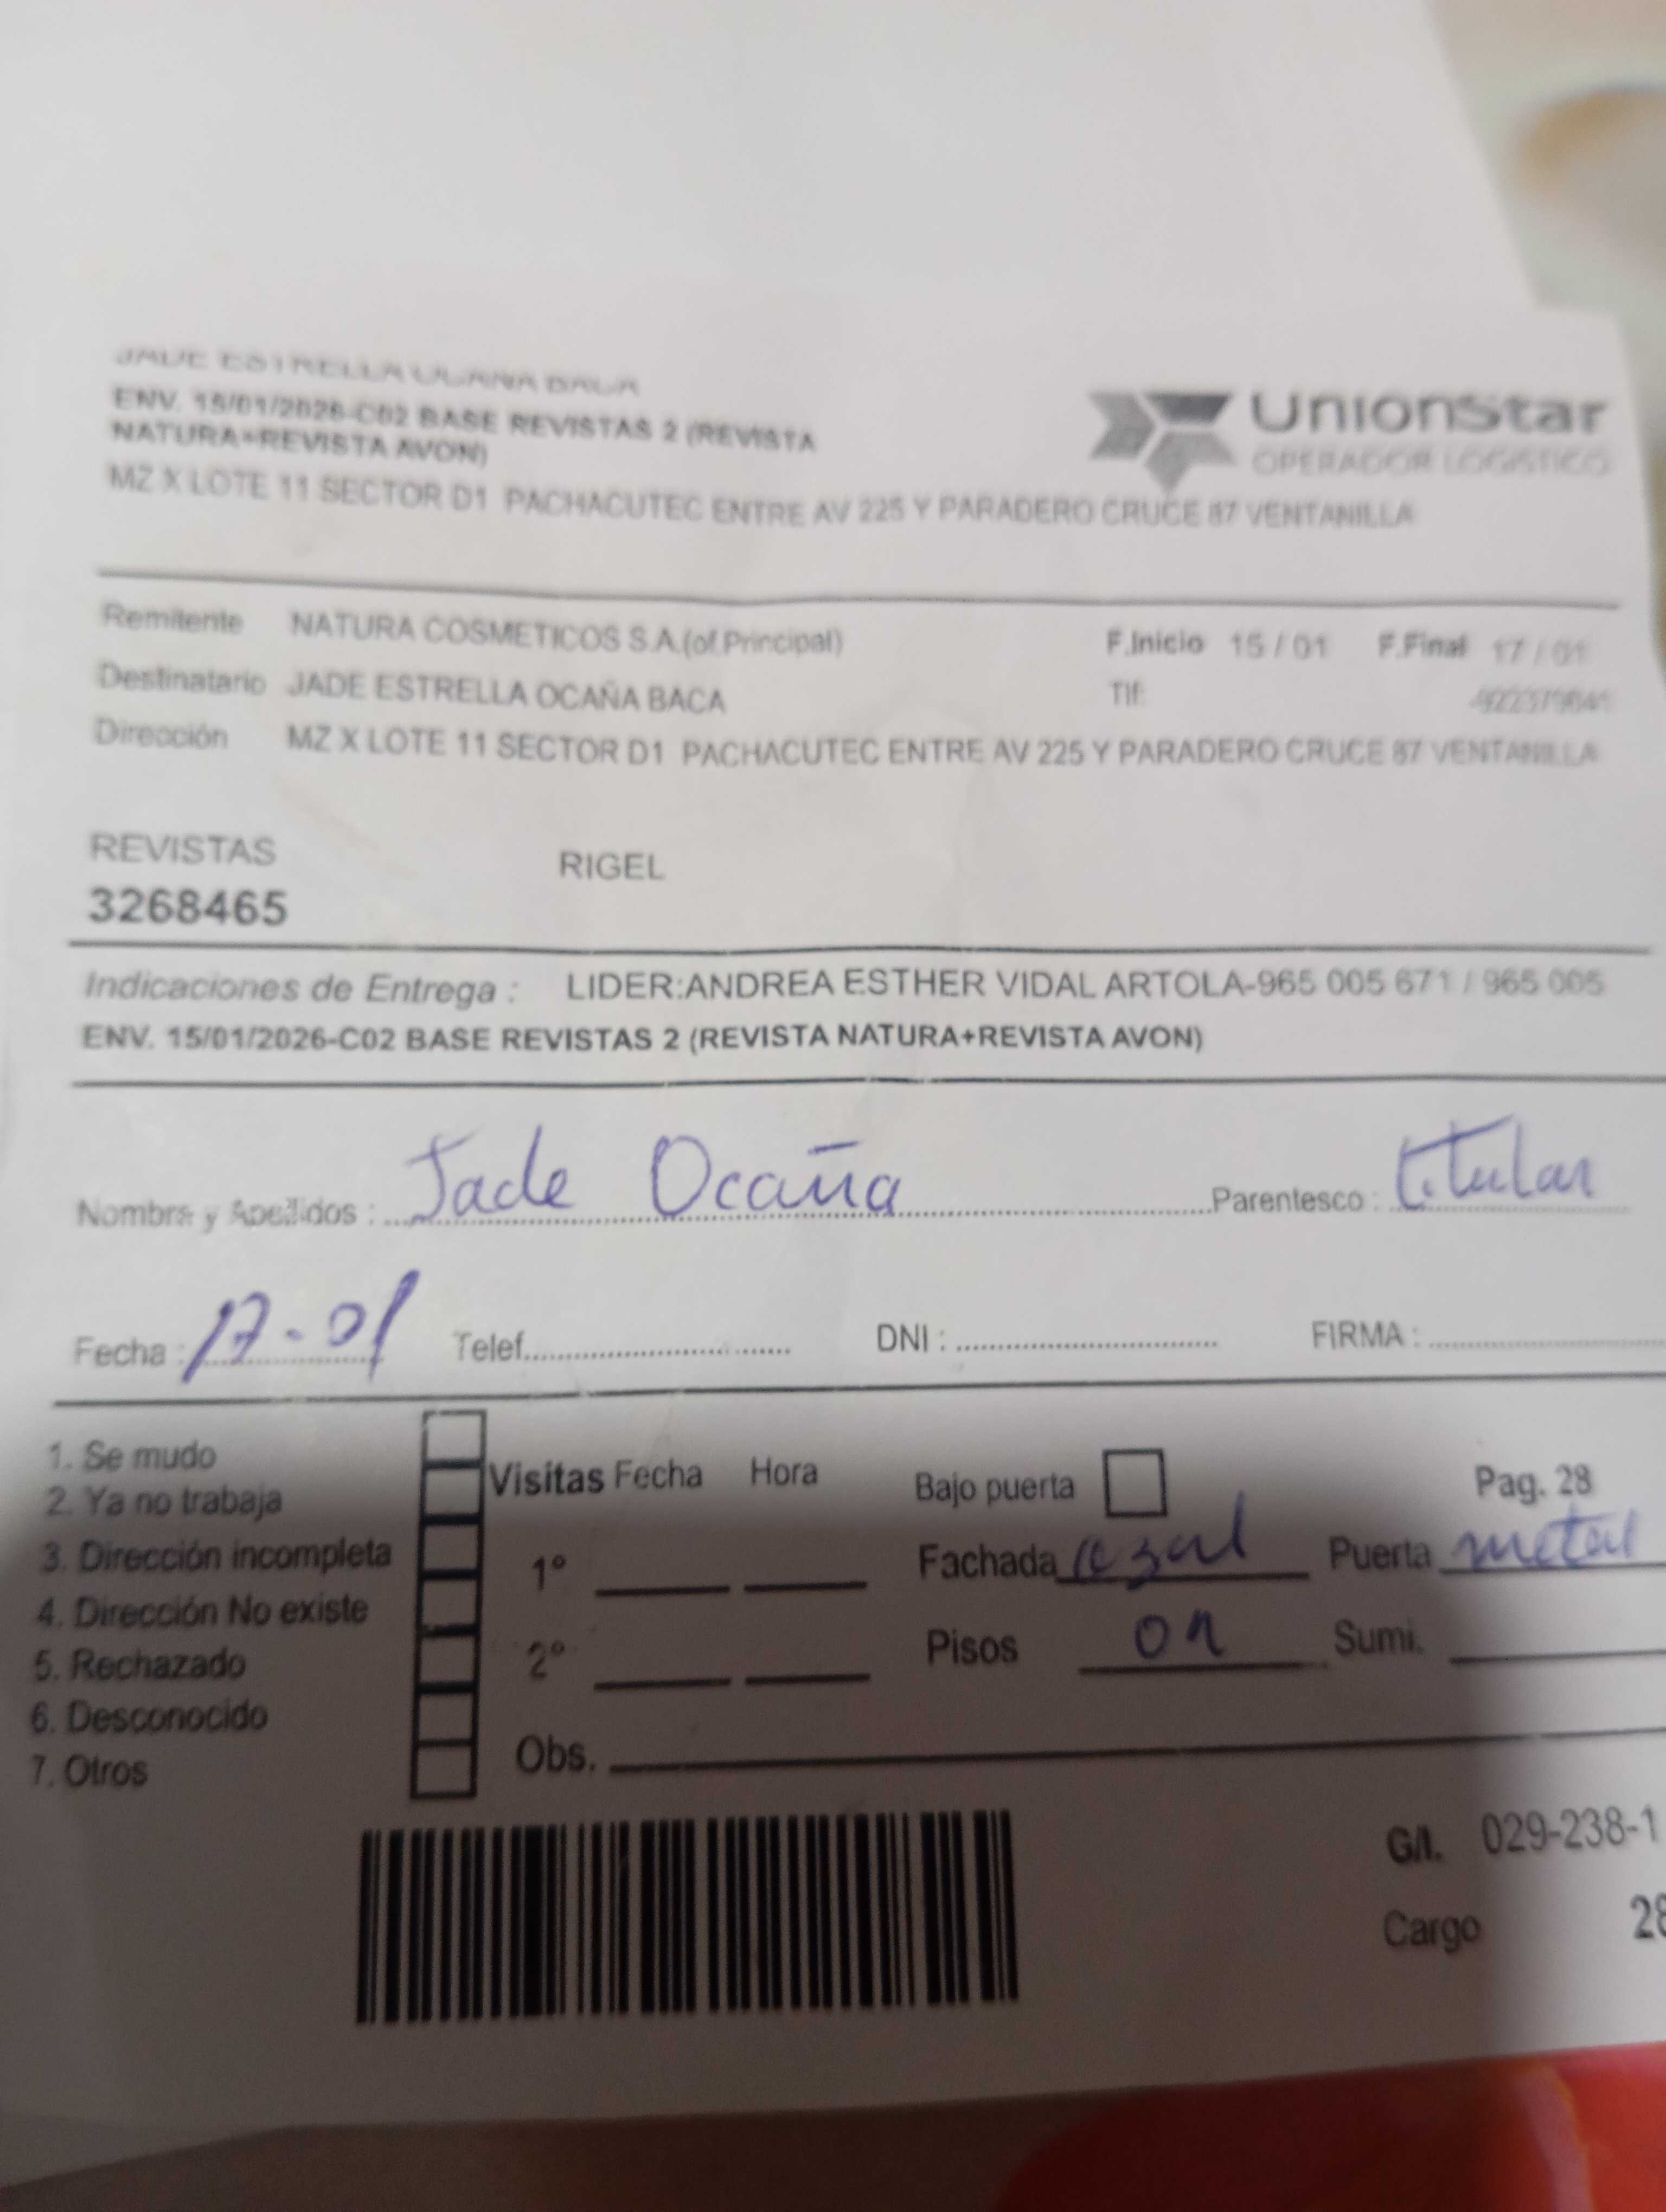 JADE ESTRELLA OCAÑA BACA
ENV. 15/01/2026-C02 BASE REVISTAS 2 (REVISTA
NATURA+REVISTA AVON)
UnionStar
OPERADOR LOGISTICO
MZ X LOTE 11 SECTOR D1 PACHACUTEC ENTRE AV 225 Y PARADERO CRUCE 87 VENTANILLA
Remitente NATURA COSMETICOS S.A.(of.Principal) F.Inicio 15 / 01 F.Final 17 / 01
Destinatario JADE ESTRELLA OCAÑA BACA Tlf:
Dirección MZ X LOTE 11 SECTOR D1 PACHACUTEC ENTRE AV 225 Y PARADERO CRUCE 87 VENTANILLA
REVISTAS RIGEL
3268465
Indicaciones de Entrega : LIDER:ANDREA ESTHER VIDAL ARTOLA-965 005 671 / 965 005
ENV. 15/01/2026-C02 BASE REVISTAS 2 (REVISTA NATURA+REVISTA AVON)
Nombre y Apellidos : Jade Ocaña Parentesco : titular
Fecha : 17-01 Telef. DNI : FIRMA :
1. Se mudo
2. Ya no trabaja
3. Dirección incompleta
4. Dirección No existe
5. Rechazado
6. Desconocido
7. Otros
Visitas Fecha Hora
1º
2º
Obs.
Bajo puerta Pag. 28
Fachada azul Puerta metal
Pisos 01 Sumi.
G/I. 029-238-1
Cargo 28